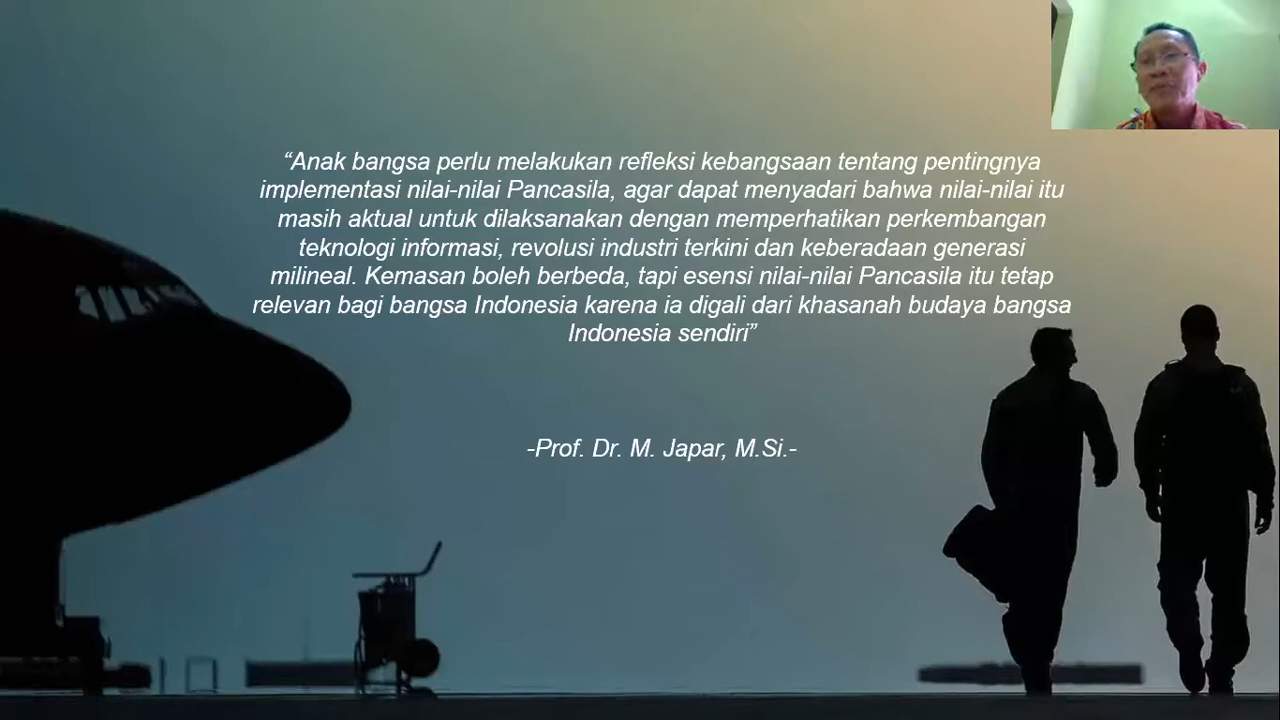 “Anak bangsa perlu melakukan refleksi kebangsaan tentang pentingnya
implementasi nilai-nilai Pancasila, agar dapat menyadari bahwa nilai-nilai itu
masih aktual untuk dilaksanakan dengan memperhatikan perkembangan
teknologi informasi, revolusi industri terkini dan keberadaan generasi
milineal. Kemasan boleh berbeda, tapi esensi nilai-nilai Pancasila itu tetap
relevan bagi bangsa Indonesia karena ia digali dari khasanah budaya bangsa
Indonesia sendiri”
-Prof. Dr. M. Japar, M.Si.-